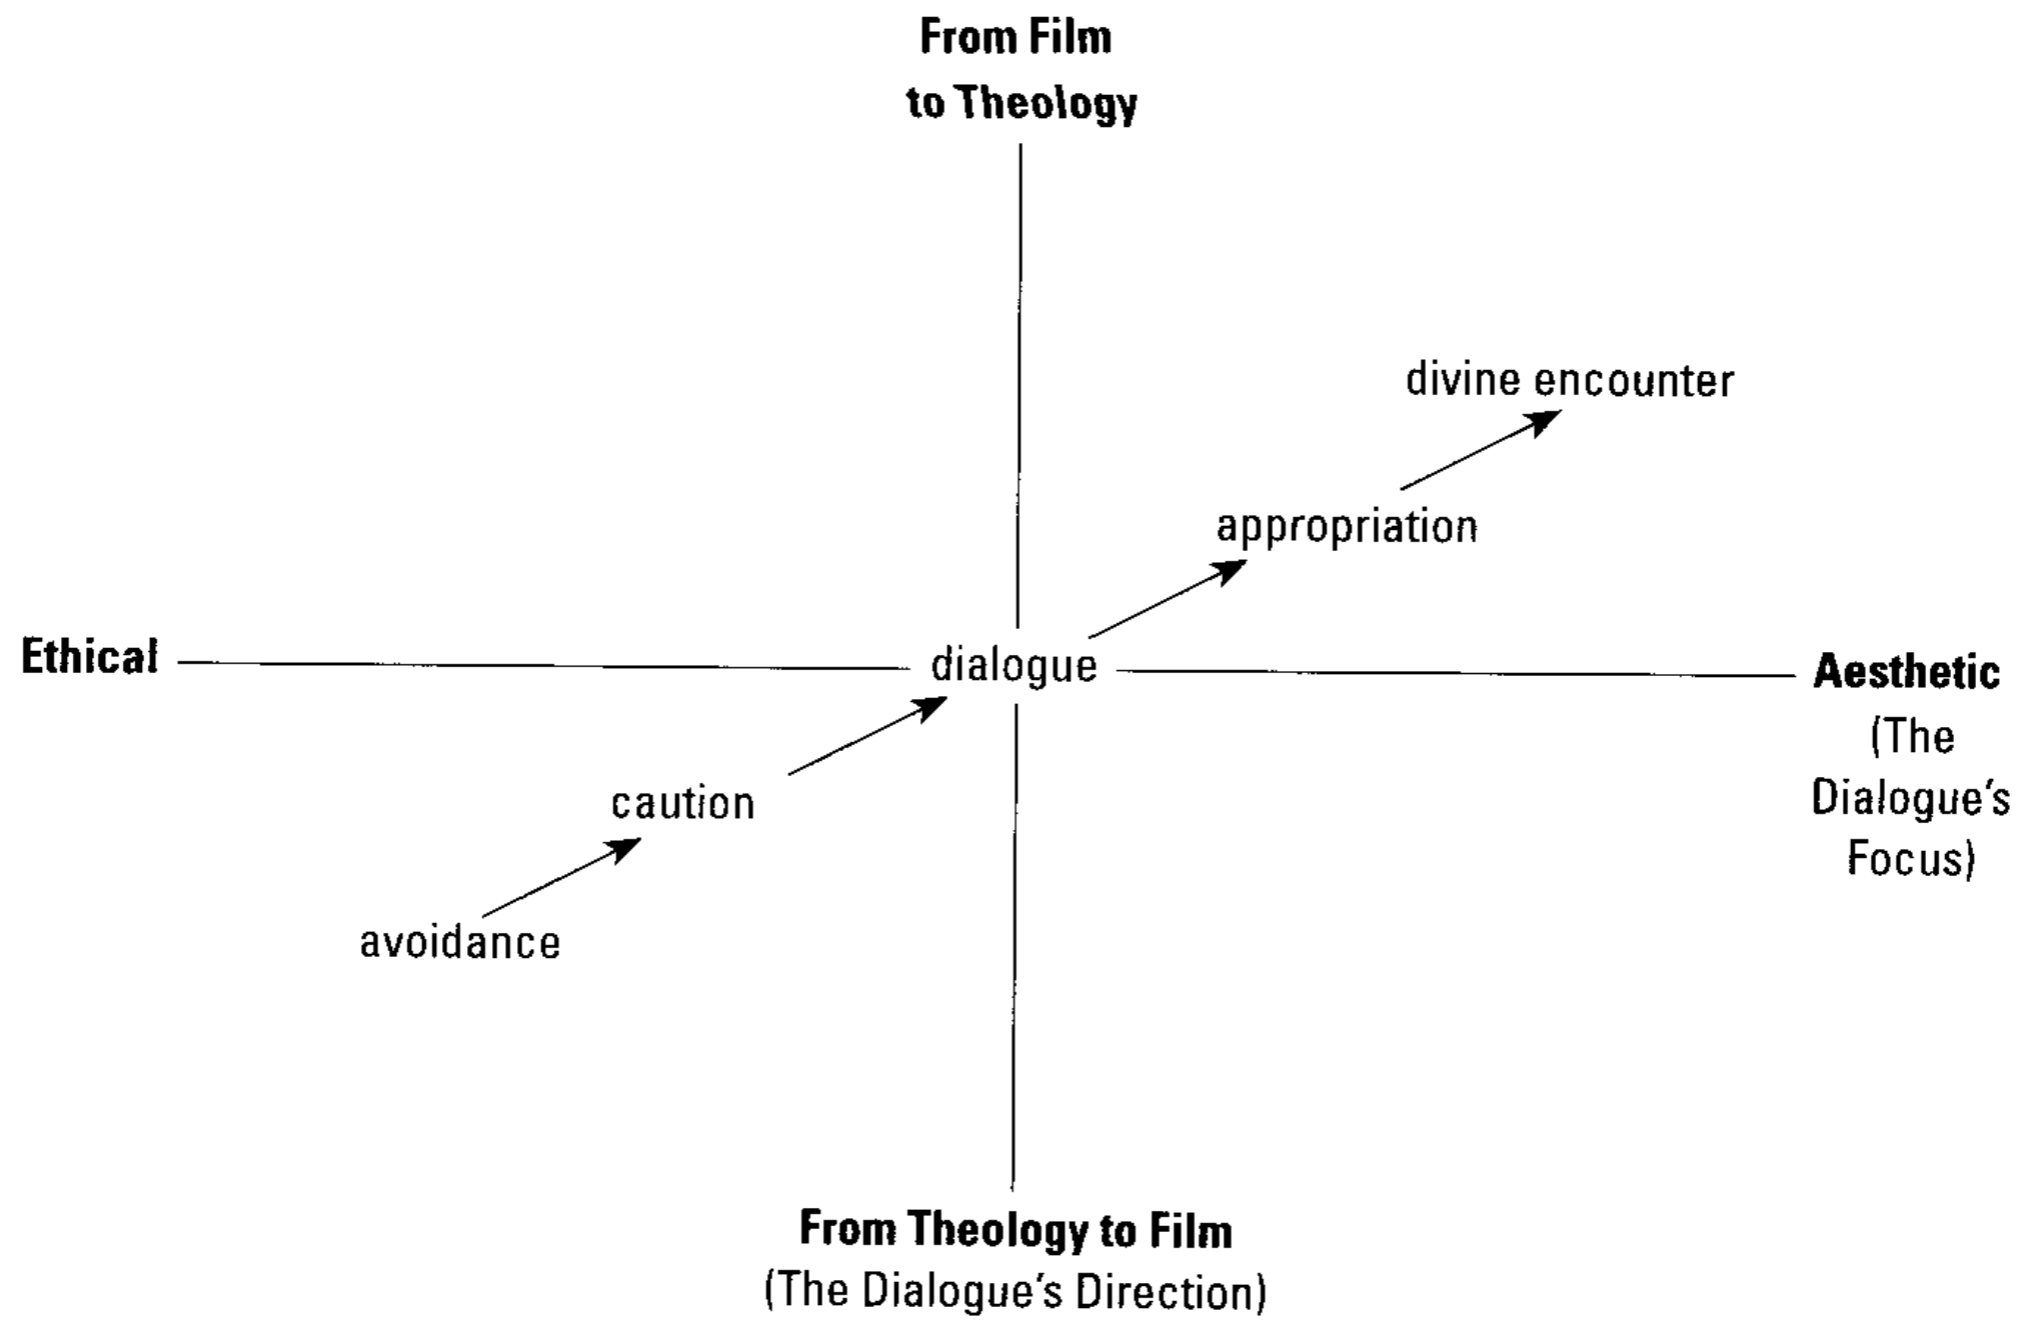 From Film
to Theology
divine encounter
appropriation
Ethical
dialogue
Aesthetic
(The
Dialogue's
Focus)
caution
avoidance
From Theology to Film
(The Dialogue's Direction)